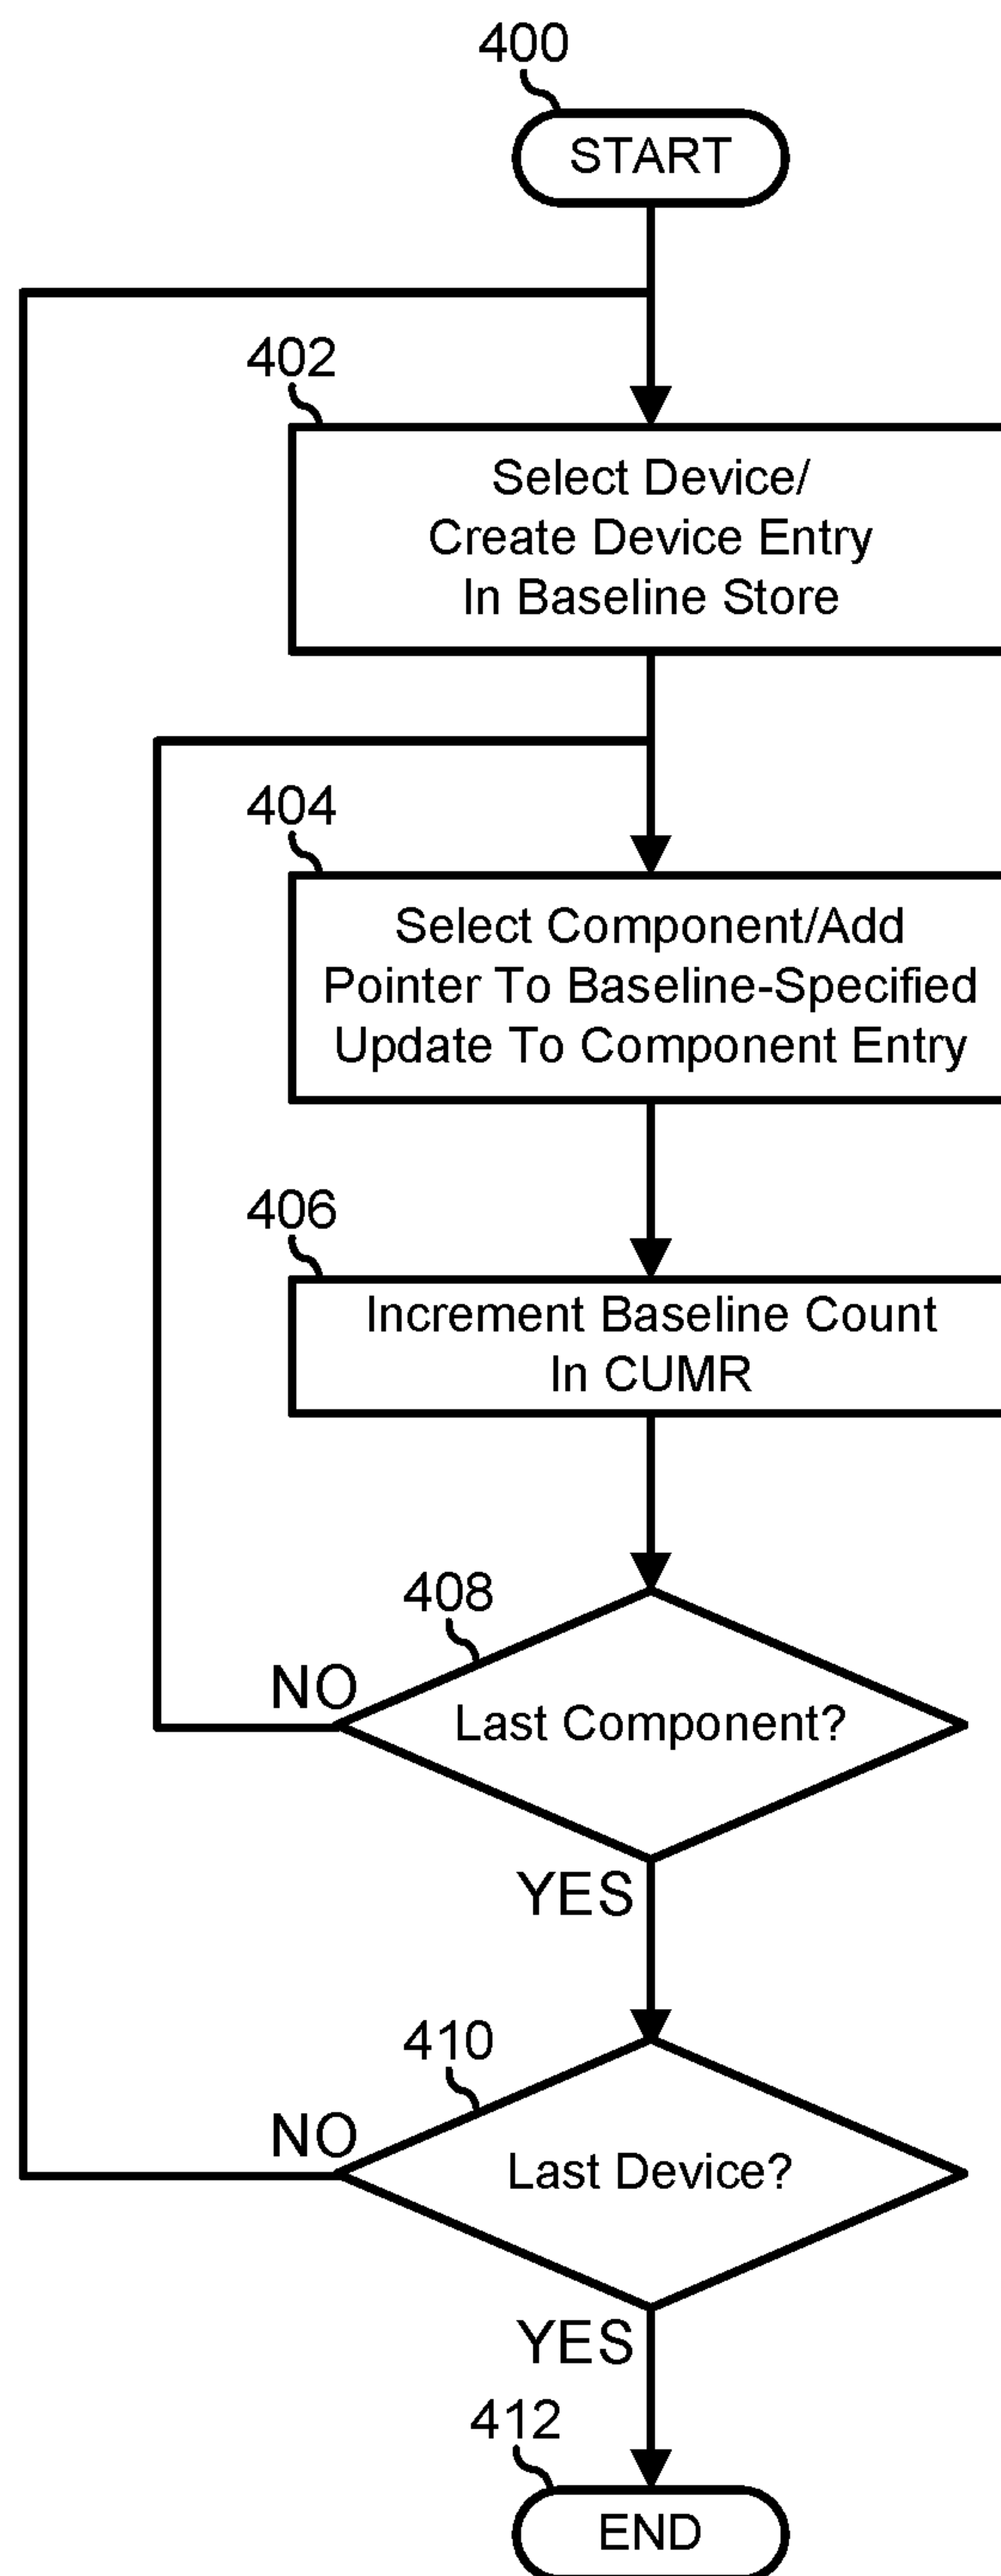 400
START
402
Select Device/
Create Device Entry
In Baseline Store
404
Select Component/Add
Pointer To Baseline-Specified
Update To Component Entry
406
Increment Baseline Count
In CUMR
408
NO
Last Component?
YES
410
NO
Last Device?
YES
412
END